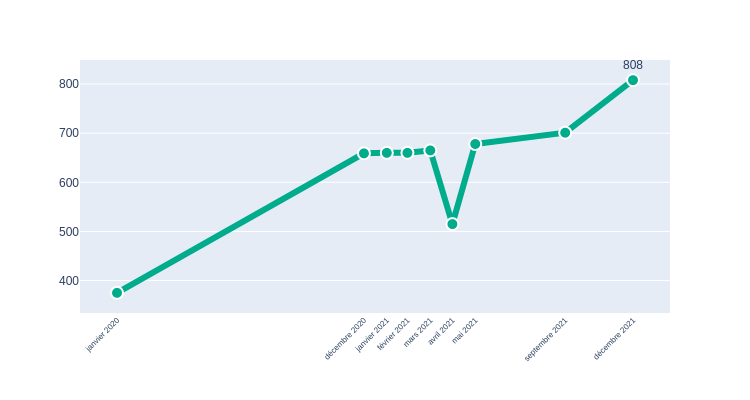 808
800
700
600
500
400
janvier 2020
décembre 2020
janvier 2021
février 2021
mars 2021
avril 2021
mai 2021
septembre 2021
décembre 2021